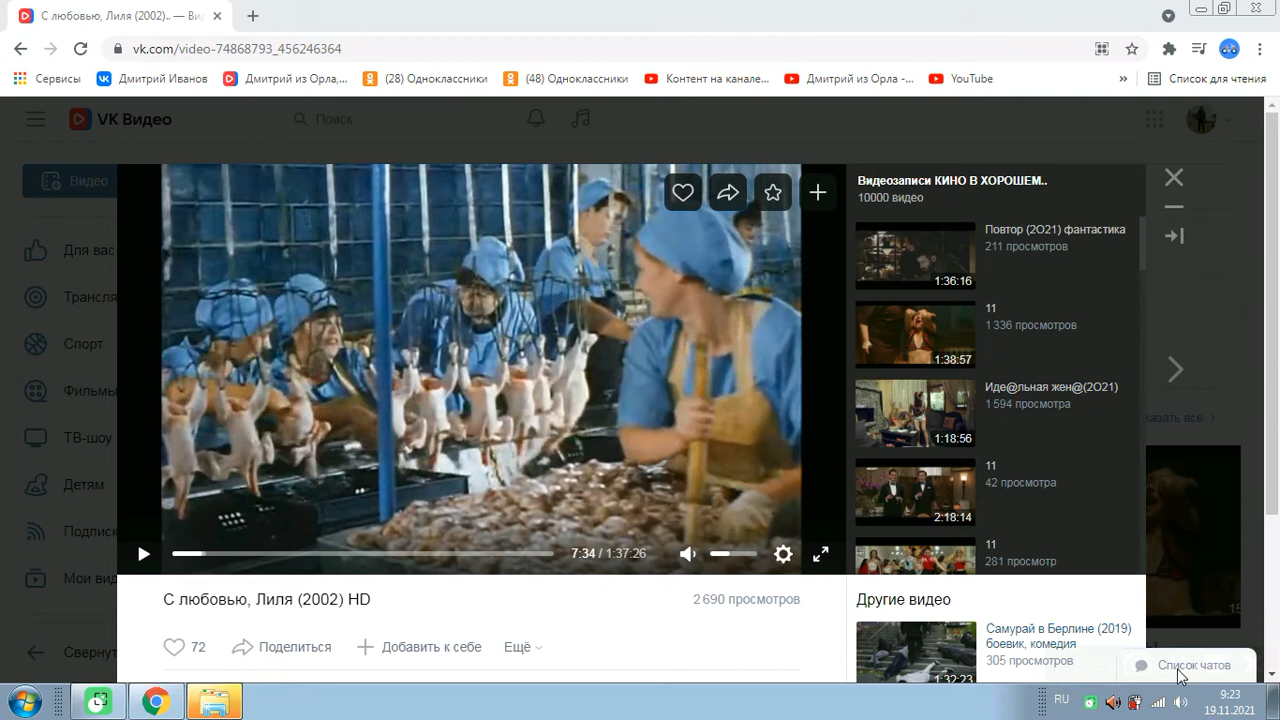 С любовью, Лиля (2002).. — Ви
vk.com/video-74868793_456246364
Сервисы
Дмитрий Иванов
Дмитрий из Орла,...
(28) Одноклассники
(48) Одноклассники
Контент на канале...
Дмитрий из Орла -...
YouTube
»
Список для чтения
VK Видео
Поиск
Видео
Для вас
Трансля
Спорт
Фильмы
ТВ-шоу
Детям
Подписк
Мои вид
Свернут
7:34 / 1:37:26
С любовью, Лиля (2002) HD
2 690 просмотров
72
Поделиться
Добавить к себе
Ещё
Видеозаписи КИНО В ХОРОШЕМ..
10000 видео
Повтор (2O21) фантастика
211 просмотров
1:36:16
11
1 336 просмотров
1:38:57
Иде@льная жен@(2O21)
1 594 просмотра
1:18:56
11
42 просмотра
2:18:14
11
281 просмотр
Другие видео
Самурай в Берлине (2019)
боевик, комедия
305 просмотров
1:32:23
казать все
Список чатов
RU
9:23
19.11.2021